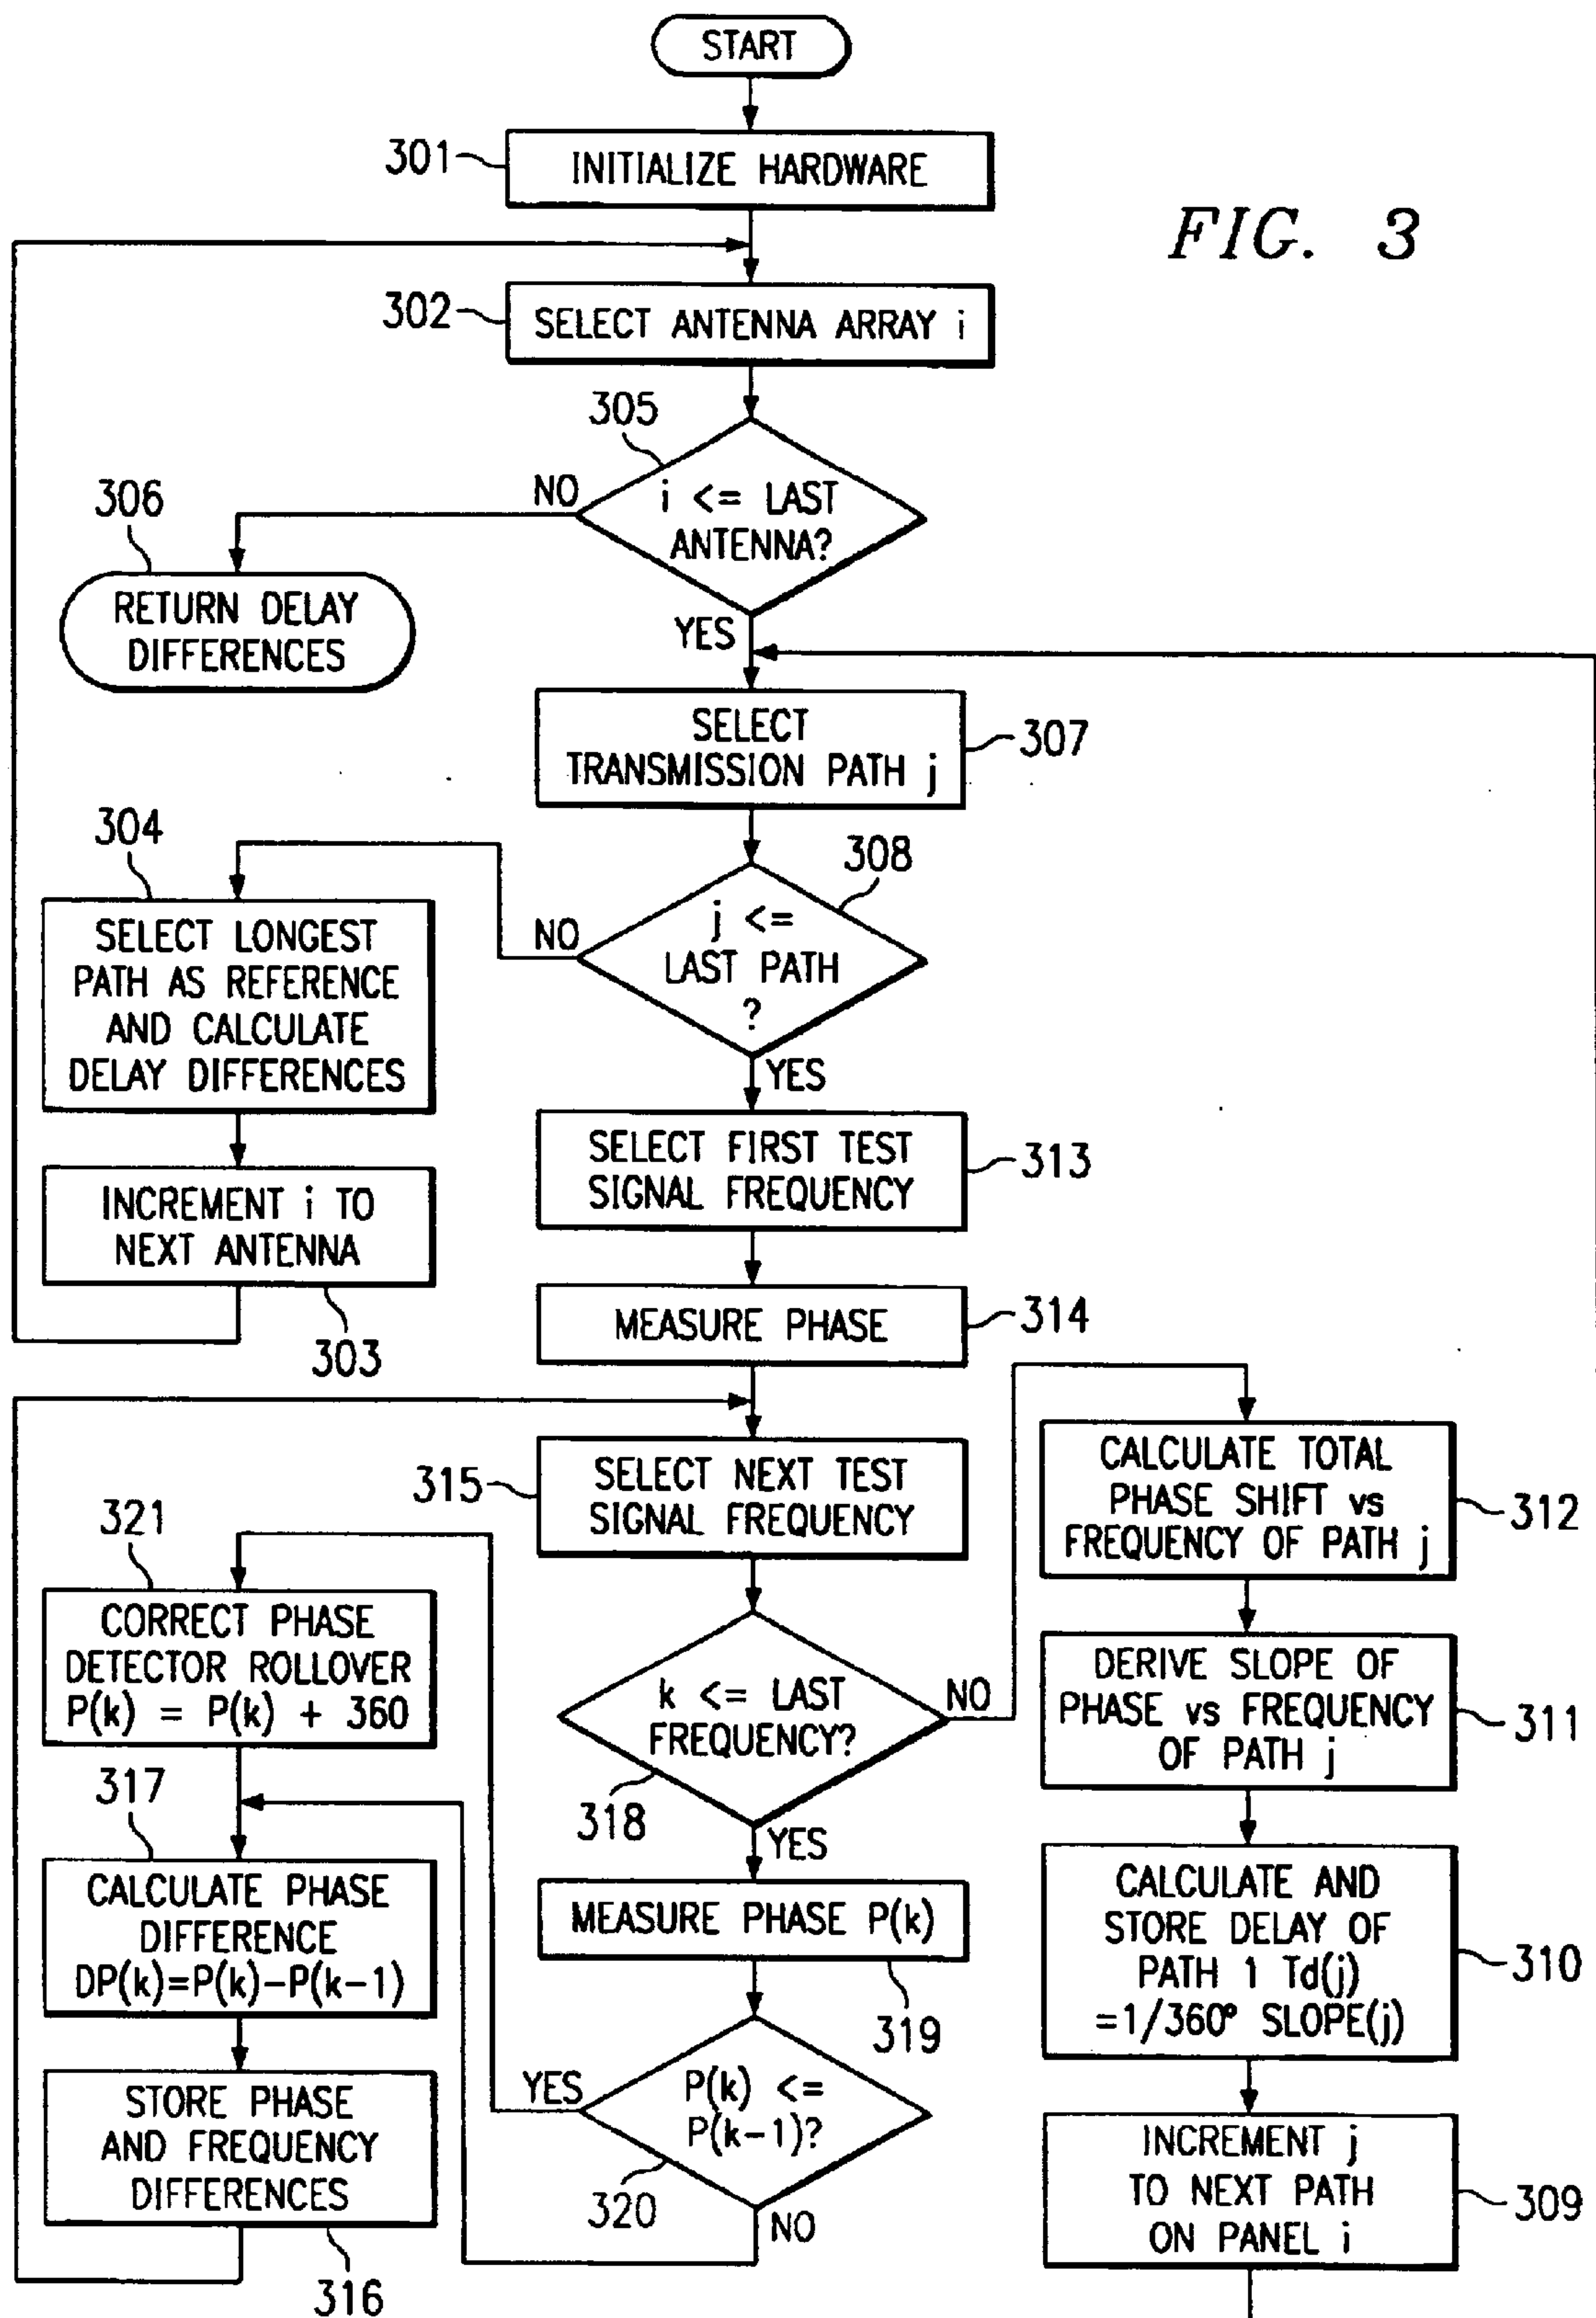 START
301
INITIALIZE HARDWARE
FIG. 3
302
SELECT ANTENNA ARRAY i
305
i <= LAST
ANTENNA?
NO
YES
306
RETURN DELAY
DIFFERENCES
SELECT
TRANSMISSION PATH j
307
308
j <=
LAST PATH
?
NO
YES
304
SELECT LONGEST
PATH AS REFERENCE
AND CALCULATE
DELAY DIFFERENCES
INCREMENT i TO
NEXT ANTENNA
303
SELECT FIRST TEST
SIGNAL FREQUENCY
313
MEASURE PHASE
314
315
SELECT NEXT TEST
SIGNAL FREQUENCY
k <= LAST
FREQUENCY?
318
NO
YES
CALCULATE TOTAL
PHASE SHIFT vs
FREQUENCY OF PATH j
312
DERIVE SLOPE OF
PHASE vs FREQUENCY
OF PATH j
311
CALCULATE AND
STORE DELAY OF
PATH 1 Td(j)
=1/360° SLOPE(j)
310
INCREMENT j
TO NEXT PATH
ON PANEL i
309
MEASURE PHASE P(k)
319
P(k) <=
P(k-1)?
320
YES
NO
321
CORRECT PHASE
DETECTOR ROLLOVER
P(k) = P(k) + 360
317
CALCULATE PHASE
DIFFERENCE
DP(k)=P(k)-P(k-1)
STORE PHASE
AND FREQUENCY
DIFFERENCES
316